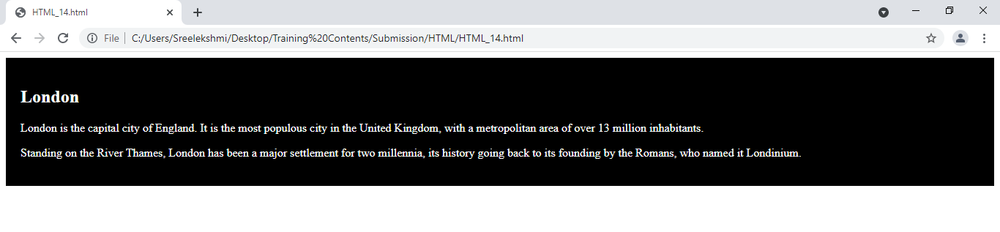 HTML_14.html
File C:/Users/Sreelekshmi/Desktop/Training%20Contents/Submission/HTML/HTML_14.html
London
London is the capital city of England. It is the most populous city in the United Kingdom, with a metropolitan area of over 13 million inhabitants.
Standing on the River Thames, London has been a major settlement for two millennia, its history going back to its founding by the Romans, who named it Londinium.